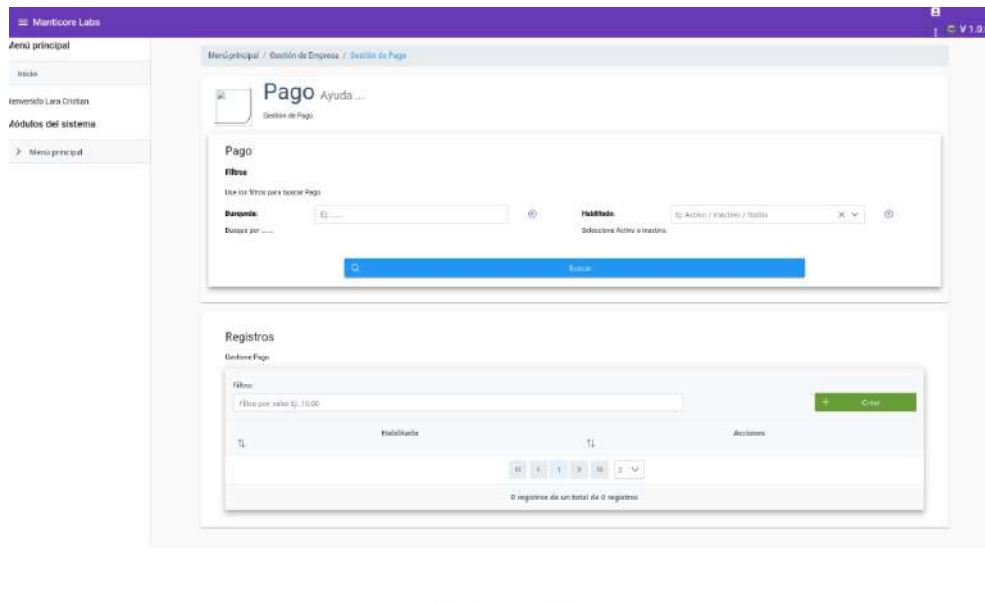 Manticore Labs
V 1.0.
Menú principal
Menú principal / Gestión de Empresa / Gestión de Pago
Inicio
Bienvenido Lara Cristian
Módulos del sistema
Menú principal
Pago Ayuda ...
Gestión de Pago
Pago
Filtros
Use los filtros para buscar Pago
Busqueda:
Ej: .....
Habilitado:
Ej: Activo / Inactivo / Todos
Busque por ......
Seleccione Activo o Inactivo.
Buscar
Registros
Gestione Pago
Filtro:
Filtro por valor Ej: 10.00
Crear
Habilitado
Acciones
1
3
0 registros de un total de 0 registros